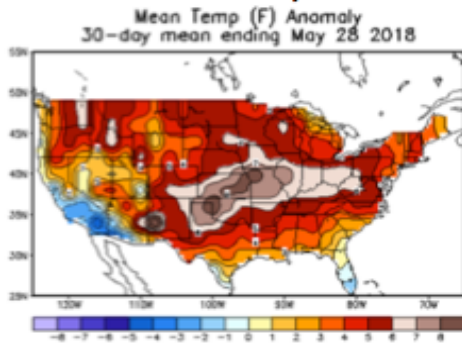 Mean Temp (F) Anomaly
30-day mean ending May 28 2018
55N
50N
45N
40N
35N
30N
25N
120W 110W 100W 90W 80W 70W
-8 -7 -6 -5 -4 -3 -2 -1 0 1 2 3 4 5 6 7 8